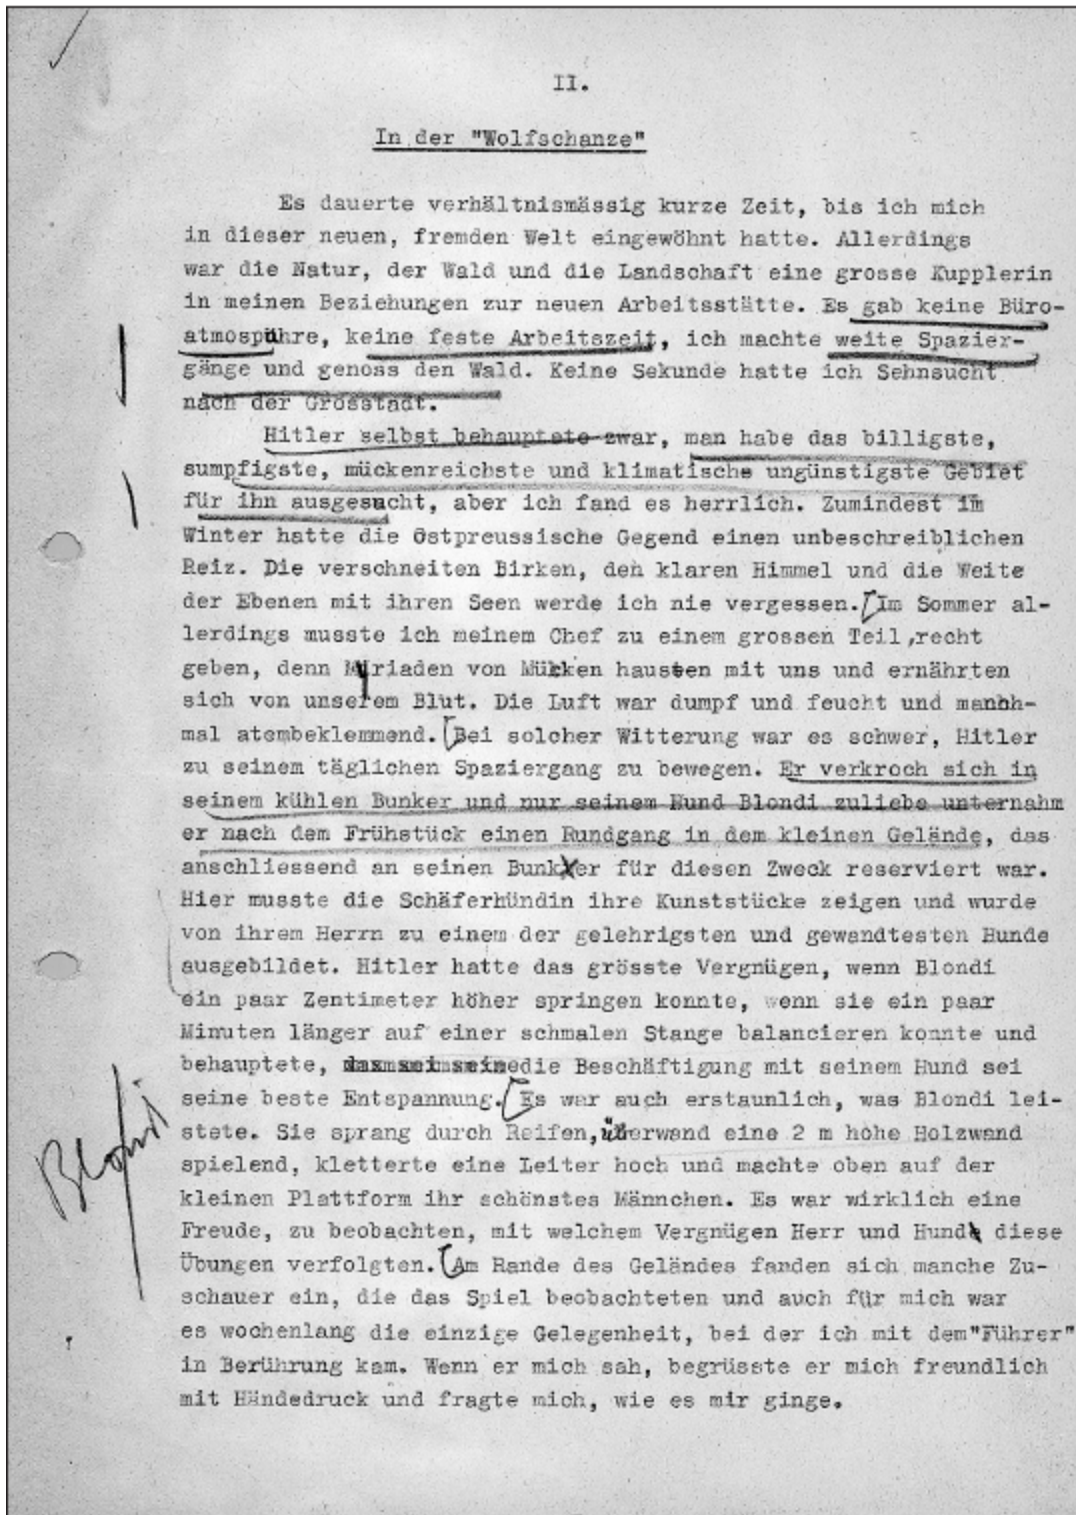 II.
In der "Wolfschanze"
Es dauerte verhältnismässig kurze Zeit, bis ich mich
in dieser neuen, fremden Welt eingewöhnt hatte. Allerdings
war die Natur, der Wald und die Landschaft eine grosse Kupplerin
in meinen Beziehungen zur neuen Arbeitsstätte. Es gab keine Büro-
atmosphäre, keine feste Arbeitszeit, ich machte weite Spazier-
gänge und genoss den Wald. Keine Sekunde hatte ich Sehnsucht
nach der Grosstadt.
Hitler selbst behauptete zwar, man habe das billigste,
sumpfigste, mückenreichste und klimatische ungünstigste Gebiet
für ihn ausgesucht, aber ich fand es herrlich. Zumindest im
Winter hatte die Ostpreussische Gegend einen unbeschreiblichen
Reiz. Die verschneiten Birken, den klaren Himmel und die Weite
der Ebenen mit ihren Seen werde ich nie vergessen. [Im Sommer al-
lerdings musste ich meinem Chef zu einem grossen Teil,recht
geben, denn Myriaden von Mükken hausten mit uns und ernährten
sich von unserem Blut. Die Luft war dumpf und feucht und manch-
mal atembeklemmend. [Bei solcher Witterung war es schwer, Hitler
zu seinem täglichen Spaziergang zu bewegen. Er verkroch sich in
seinem kühlen Bunker und nur seinem Hund Blondi zuliebe unternahm
er nach dem Frühstück einen Rundgang in dem kleinen Gelände, das
anschliessend an seinen Bunker für diesen Zweck reserviert war.
Hier musste die Schäferhündin ihre Kunststücke zeigen und wurde
von ihrem Herrn zu einem der gelehrigsten und gewandtesten Hunde
ausgebildet. Hitler hatte das grösste Vergnügen, wenn Blondi
ein paar Zentimeter höher springen konnte, wenn sie ein paar
Minuten länger auf einer schmalen Stange balancieren konnte und
behauptete, die Beschäftigung mit seinem Hund sei
seine beste Entspannung. [Es war auch erstaunlich, was Blondi lei-
stete. Sie sprang durch Reifen, überwand eine 2 m hohe Holzwand
spielend, kletterte eine Leiter hoch und machte oben auf der
kleinen Plattform ihr schönstes Männchen. Es war wirklich eine
Freude, zu beobachten, mit welchem Vergnügen Herr und Hund diese
Übungen verfolgten. [Am Rande des Geländes fanden sich manche Zu-
schauer ein, die das Spiel beobachteten und auch für mich war
es wochenlang die einzige Gelegenheit, bei der ich mit dem"Führer"
in Berührung kam. Wenn er mich sah, begrüsste er mich freundlich
mit Händedruck und fragte mich, wie es mir ginge.
Blondi